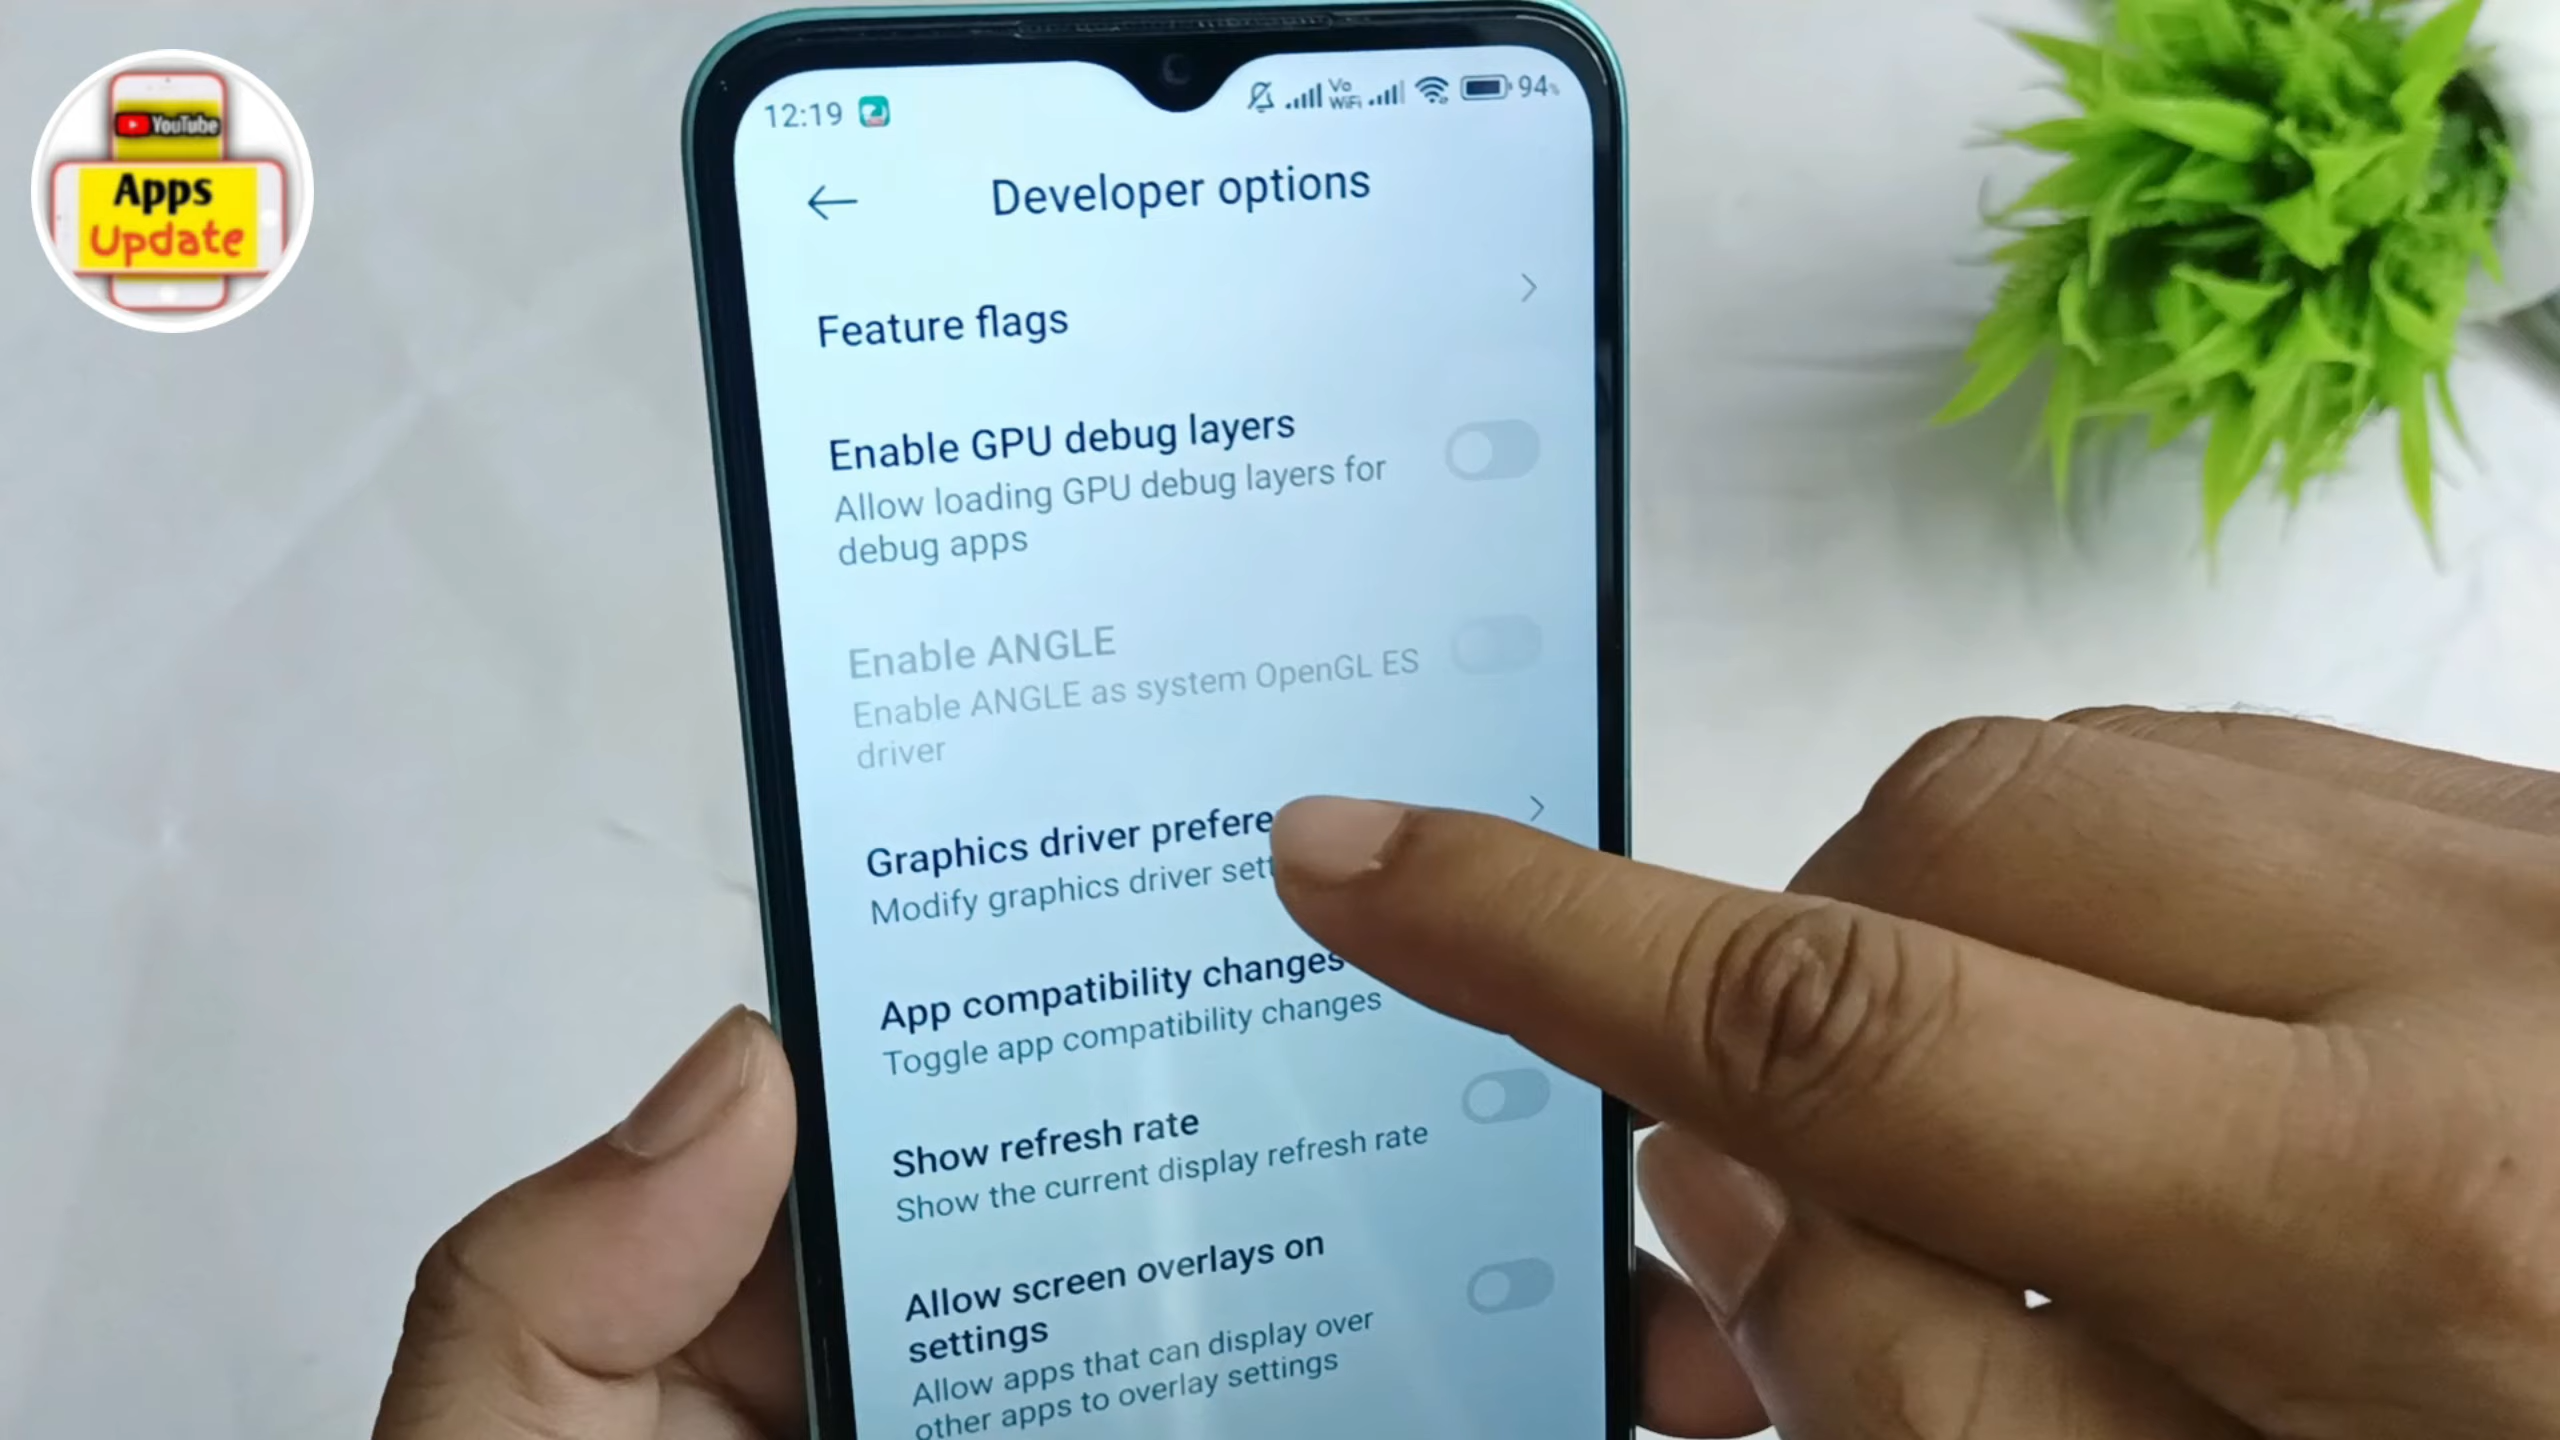 YouTube
Apps
Update
12:19
Vo
WiFi
94%
Developer options
Feature flags
Enable GPU debug layers
Allow loading GPU debug layers for
debug apps
Enable ANGLE
Enable ANGLE as system OpenGL ES
driver
Graphics driver prefere
Modify graphics driver sett
App compatibility changes
Toggle app compatibility changes
Show refresh rate
Show the current display refresh rate
Allow screen overlays on
settings
Allow apps that can display over
other apps to overlay settings